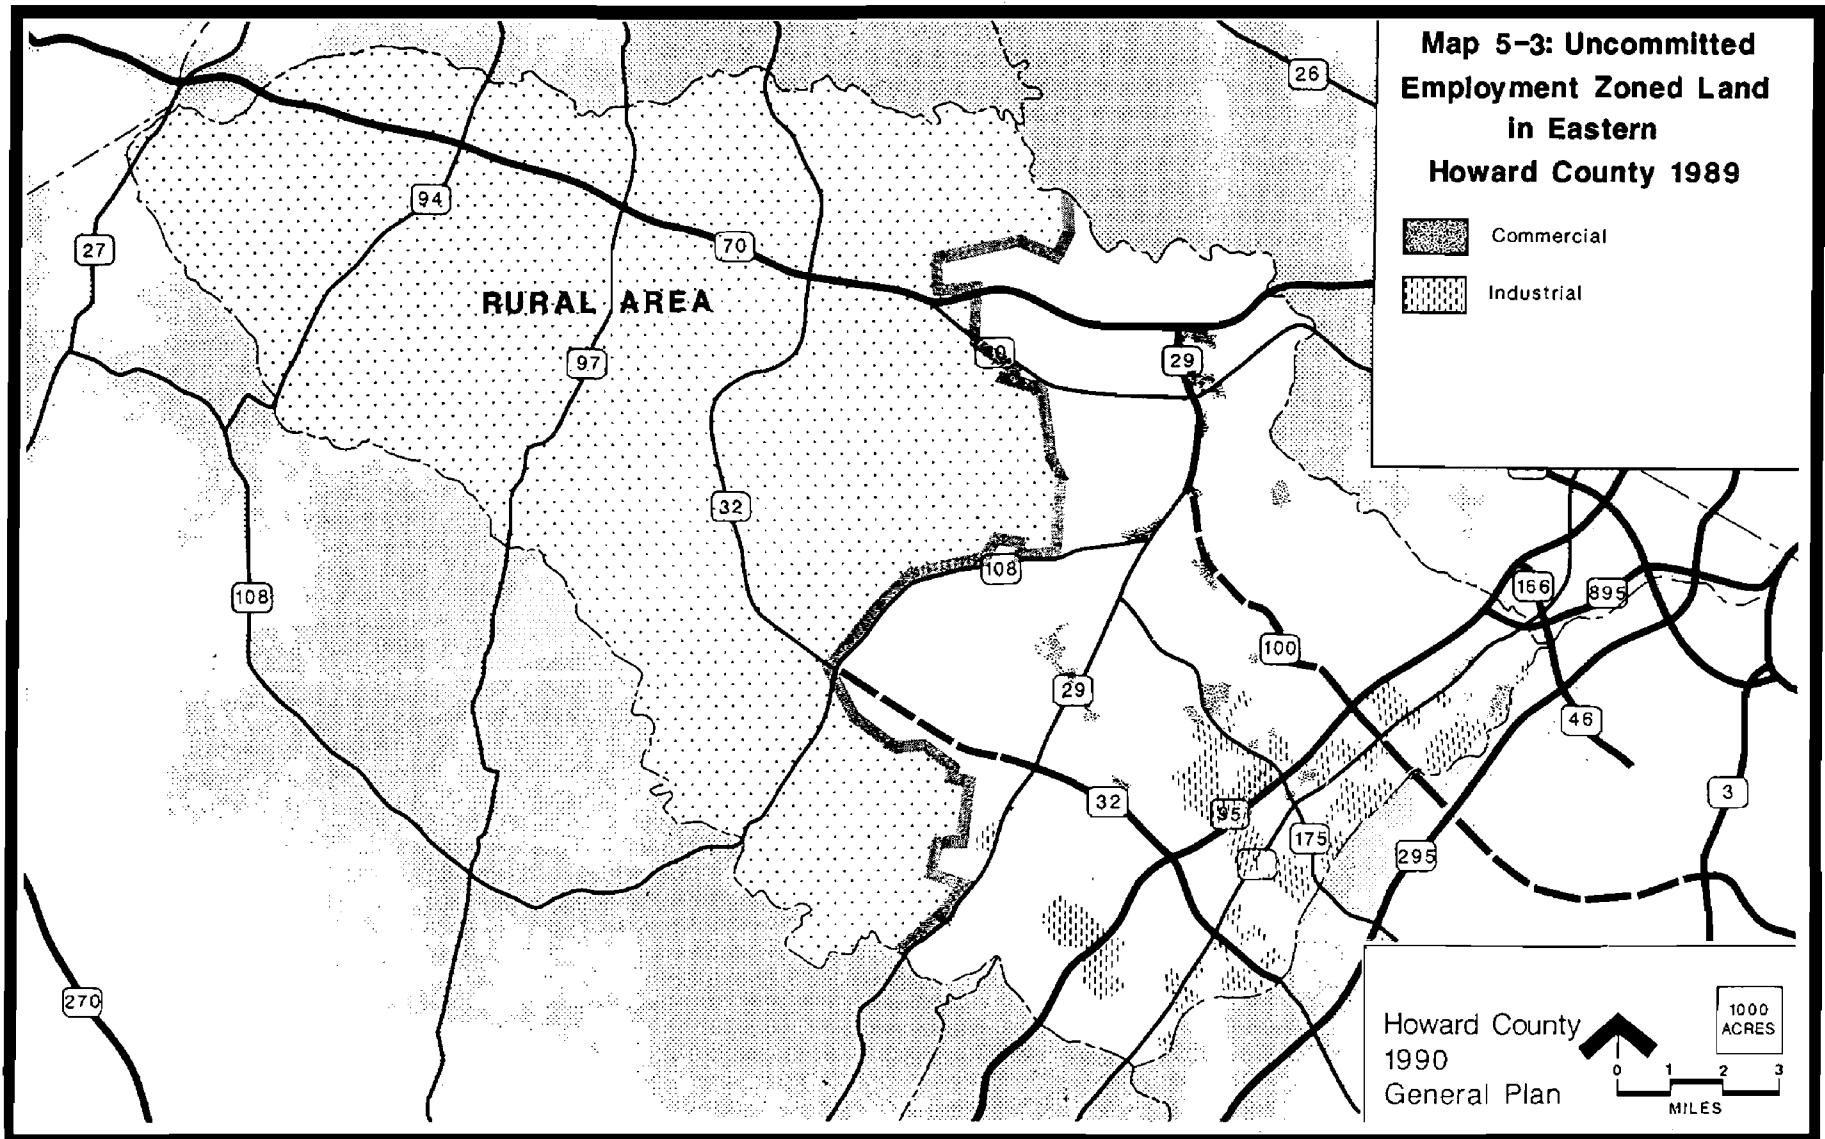 Map 5-3: Uncommitted
Employment Zoned Land
in Eastern
Howard County 1989
Commercial
Industrial
26
94
27
70
RURAL AREA
97
29
32
108
108
166
895
100
29
46
32
95
3
175
295
270
Howard County
1990
General Plan
1000
ACRES
0 1 2 3
MILES